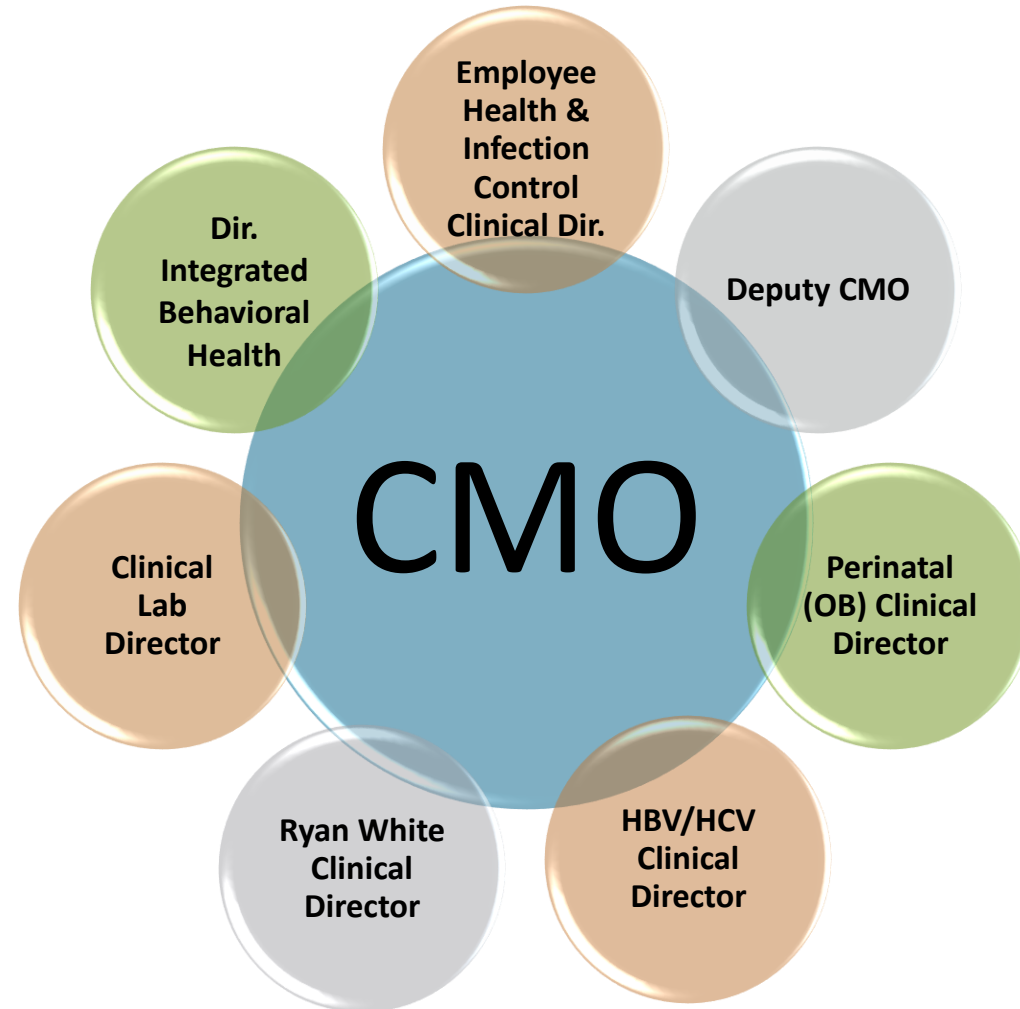 Employee
Health &
Infection
Control
Clinical Dir.
Dir.
Integrated
Behavioral
Health
Deputy CMO
CMO
Clinical
Lab
Director
Perinatal
(OB) Clinical
Director
Ryan White
Clinical
Director
HBV/HCV
Clinical
Director